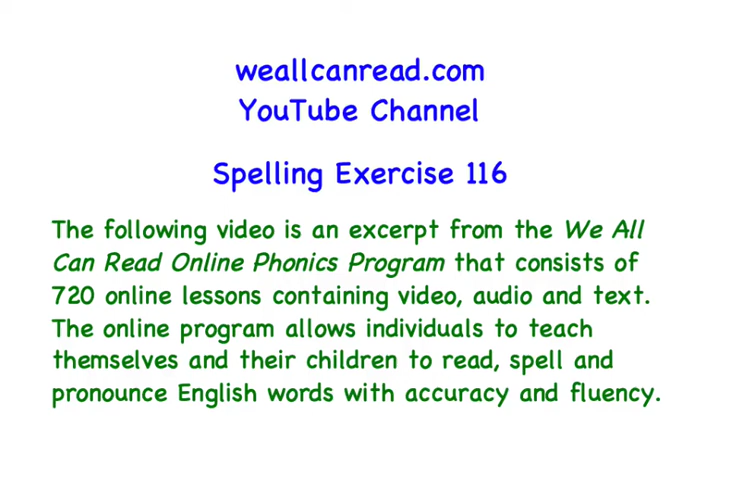 weallcanread.com
YouTube Channel
Spelling Exercise 116
The following video is an excerpt from the We All
Can Read Online Phonics Program that consists of
720 online lessons containing video, audio and text.
The online program allows individuals to teach
themselves and their children to read, spell and
pronounce English words with accuracy and fluency.